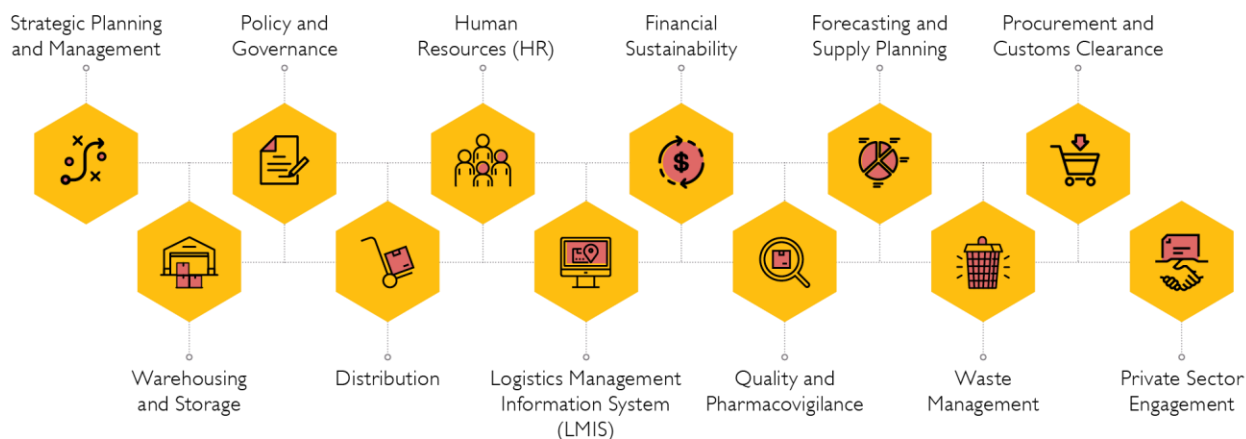 Strategic Planning
and Management
Policy and
Governance
Human
Resources (HR)
Financial
Sustainability
Forecasting and
Supply Planning
Procurement and
Customs Clearance
$
Warehousing
and Storage
Distribution
Logistics Management
Information System
(LMIS)
Quality and
Pharmacovigilance
Waste
Management
Private Sector
Engagement